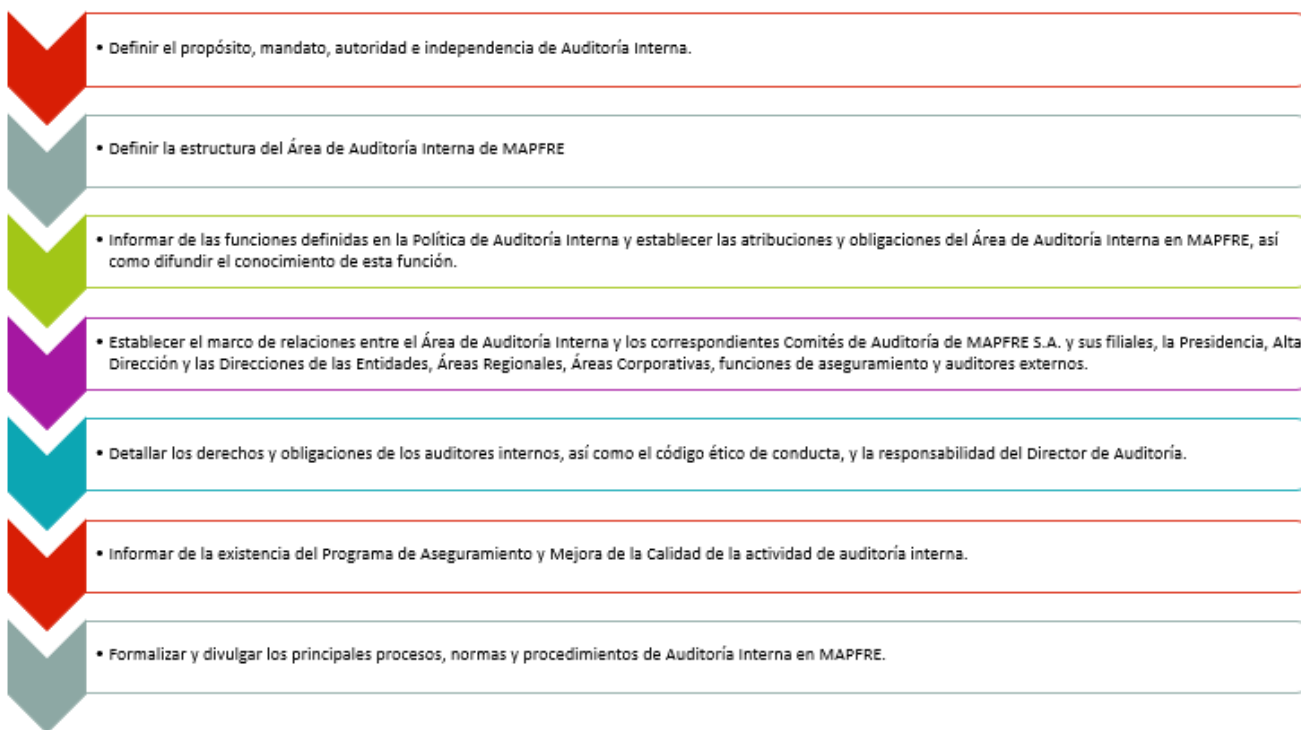 • Definir el propósito, mandato, autoridad e independencia de Auditoría Interna.
• Definir la estructura del Área de Auditoría Interna de MAPFRE
• Informar de las funciones definidas en la Política de Auditoría Interna y establecer las atribuciones y obligaciones del Área de Auditoría Interna en MAPFRE, así
como difundir el conocimiento de esta función.
• Establecer el marco de relaciones entre el Área de Auditoría Interna y los correspondientes Comités de Auditoría de MAPFRE S.A. y sus filiales, la Presidencia, Alta
Dirección y las Direcciones de las Entidades, Áreas Regionales, Áreas Corporativas, funciones de aseguramiento y auditores externos.
• Detallar los derechos y obligaciones de los auditores internos, así como el código ético de conducta, y la responsabilidad del Director de Auditoría.
• Informar de la existencia del Programa de Aseguramiento y Mejora de la Calidad de la actividad de auditoría interna.
• Formalizar y divulgar los principales procesos, normas y procedimientos de Auditoría Interna en MAPFRE.